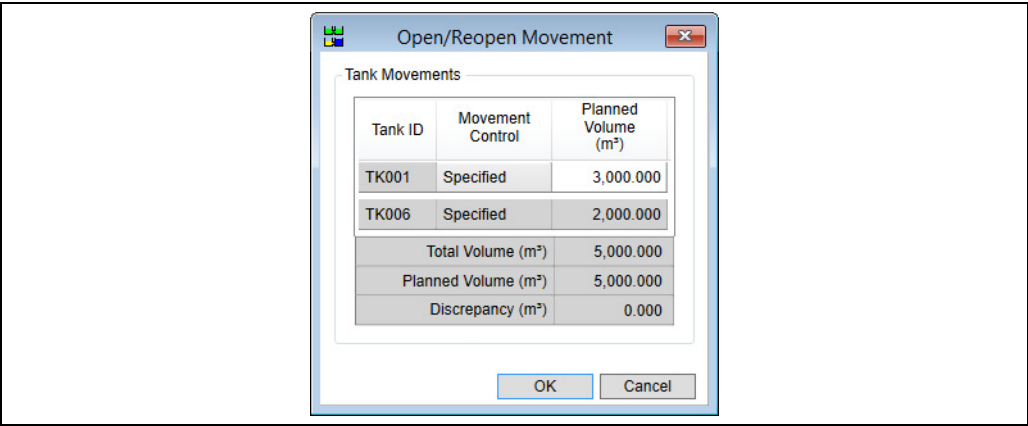 Open/Reopen Movement
Tank Movements
Tank ID Movement Control Planned Volume (m³)
TK001 Specified 3,000.000
TK006 Specified 2,000.000
Total Volume (m³) 5,000.000
Planned Volume (m³) 5,000.000
Discrepancy (m³) 0.000
OK Cancel